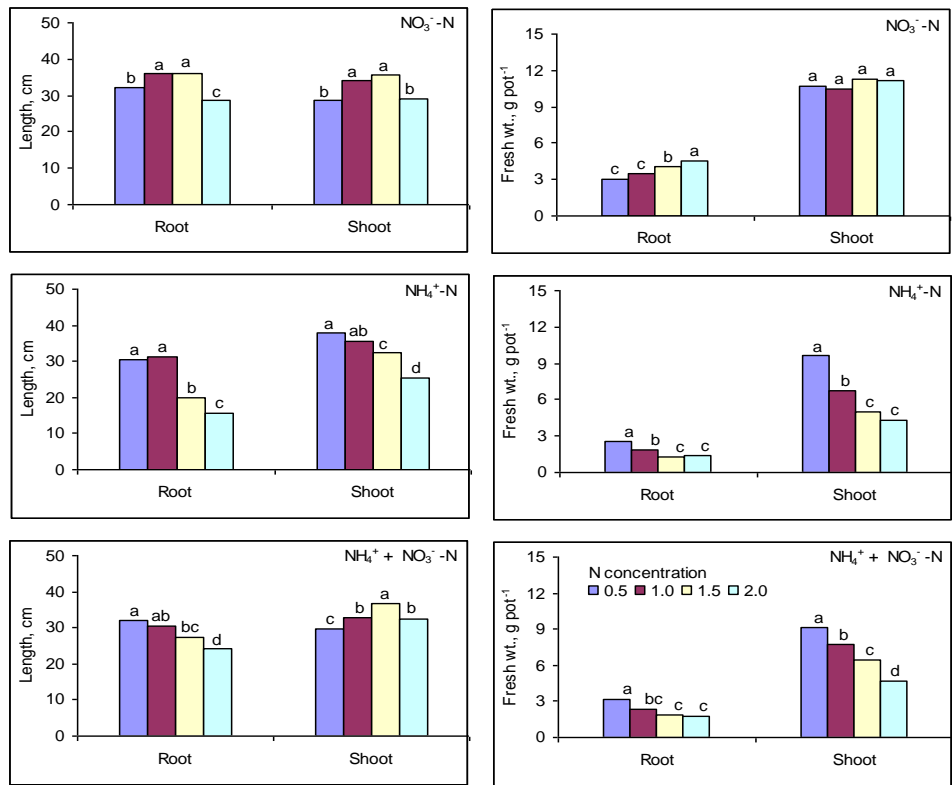 NO₃⁻-N
50
40
30
20
10
0
Length, cm
b a a c b a a b
Root Shoot
NO₃⁻-N
15
12
9
6
3
0
Fresh wt., g pot⁻¹
c c b a a a a a
Root Shoot
NH₄⁺-N
50
40
30
20
10
0
Length, cm
a a b c a ab c d
Root Shoot
NH₄⁺-N
15
12
9
6
3
0
Fresh wt., g pot⁻¹
a b c c a b c c
Root Shoot
NH₄⁺ + NO₃⁻-N
50
40
30
20
10
0
Length, cm
a ab bc d c b a b
Root Shoot
NH₄⁺ + NO₃⁻-N
N concentration
0.5 1.0 1.5 2.0
15
12
9
6
3
0
Fresh wt., g pot⁻¹
a bc c c a b c d
Root Shoot